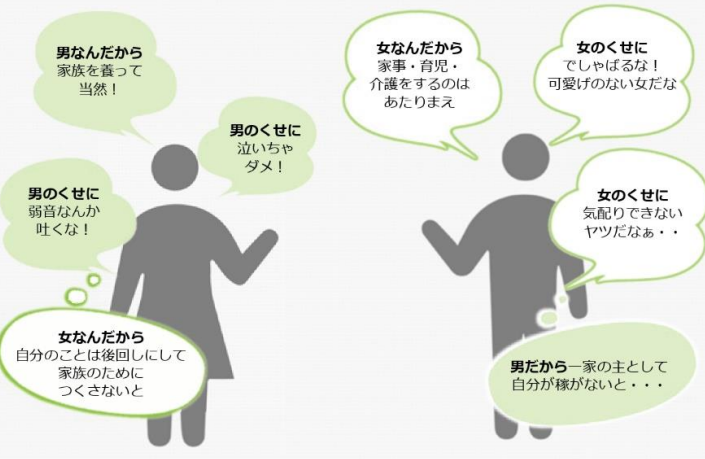 男なんだから
家族を養って
当然！
男のくせに
泣いちゃ
ダメ！
男のくせに
弱音なんか
吐くな！
女なんだから
自分のことは後回しにして
家族のために
つくさないと
女なんだから
家事・育児・
介護をするのは
あたりまえ
女のくせに
でしゃばるな！
可愛げのない女だな
女のくせに
気配りできない
ヤツだなぁ・・
男だから一家の主として
自分が稼がないと・・・